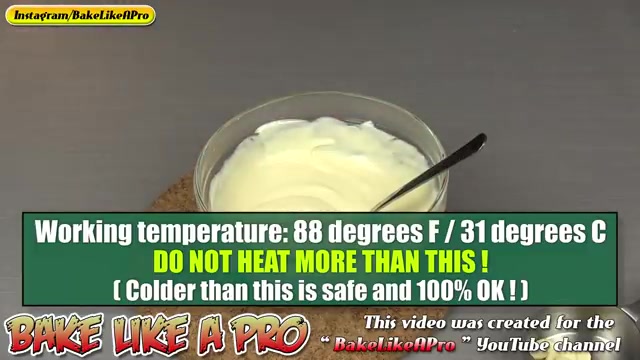 Instagram/BakeLikeAPro
Working temperature: 88 degrees F / 31 degrees C
DO NOT HEAT MORE THAN THIS !
( Colder than this is safe and 100% OK ! )
BAKE LIKE A PRO
This video was created for the
“ BakeLikeAPro ” YouTube channel